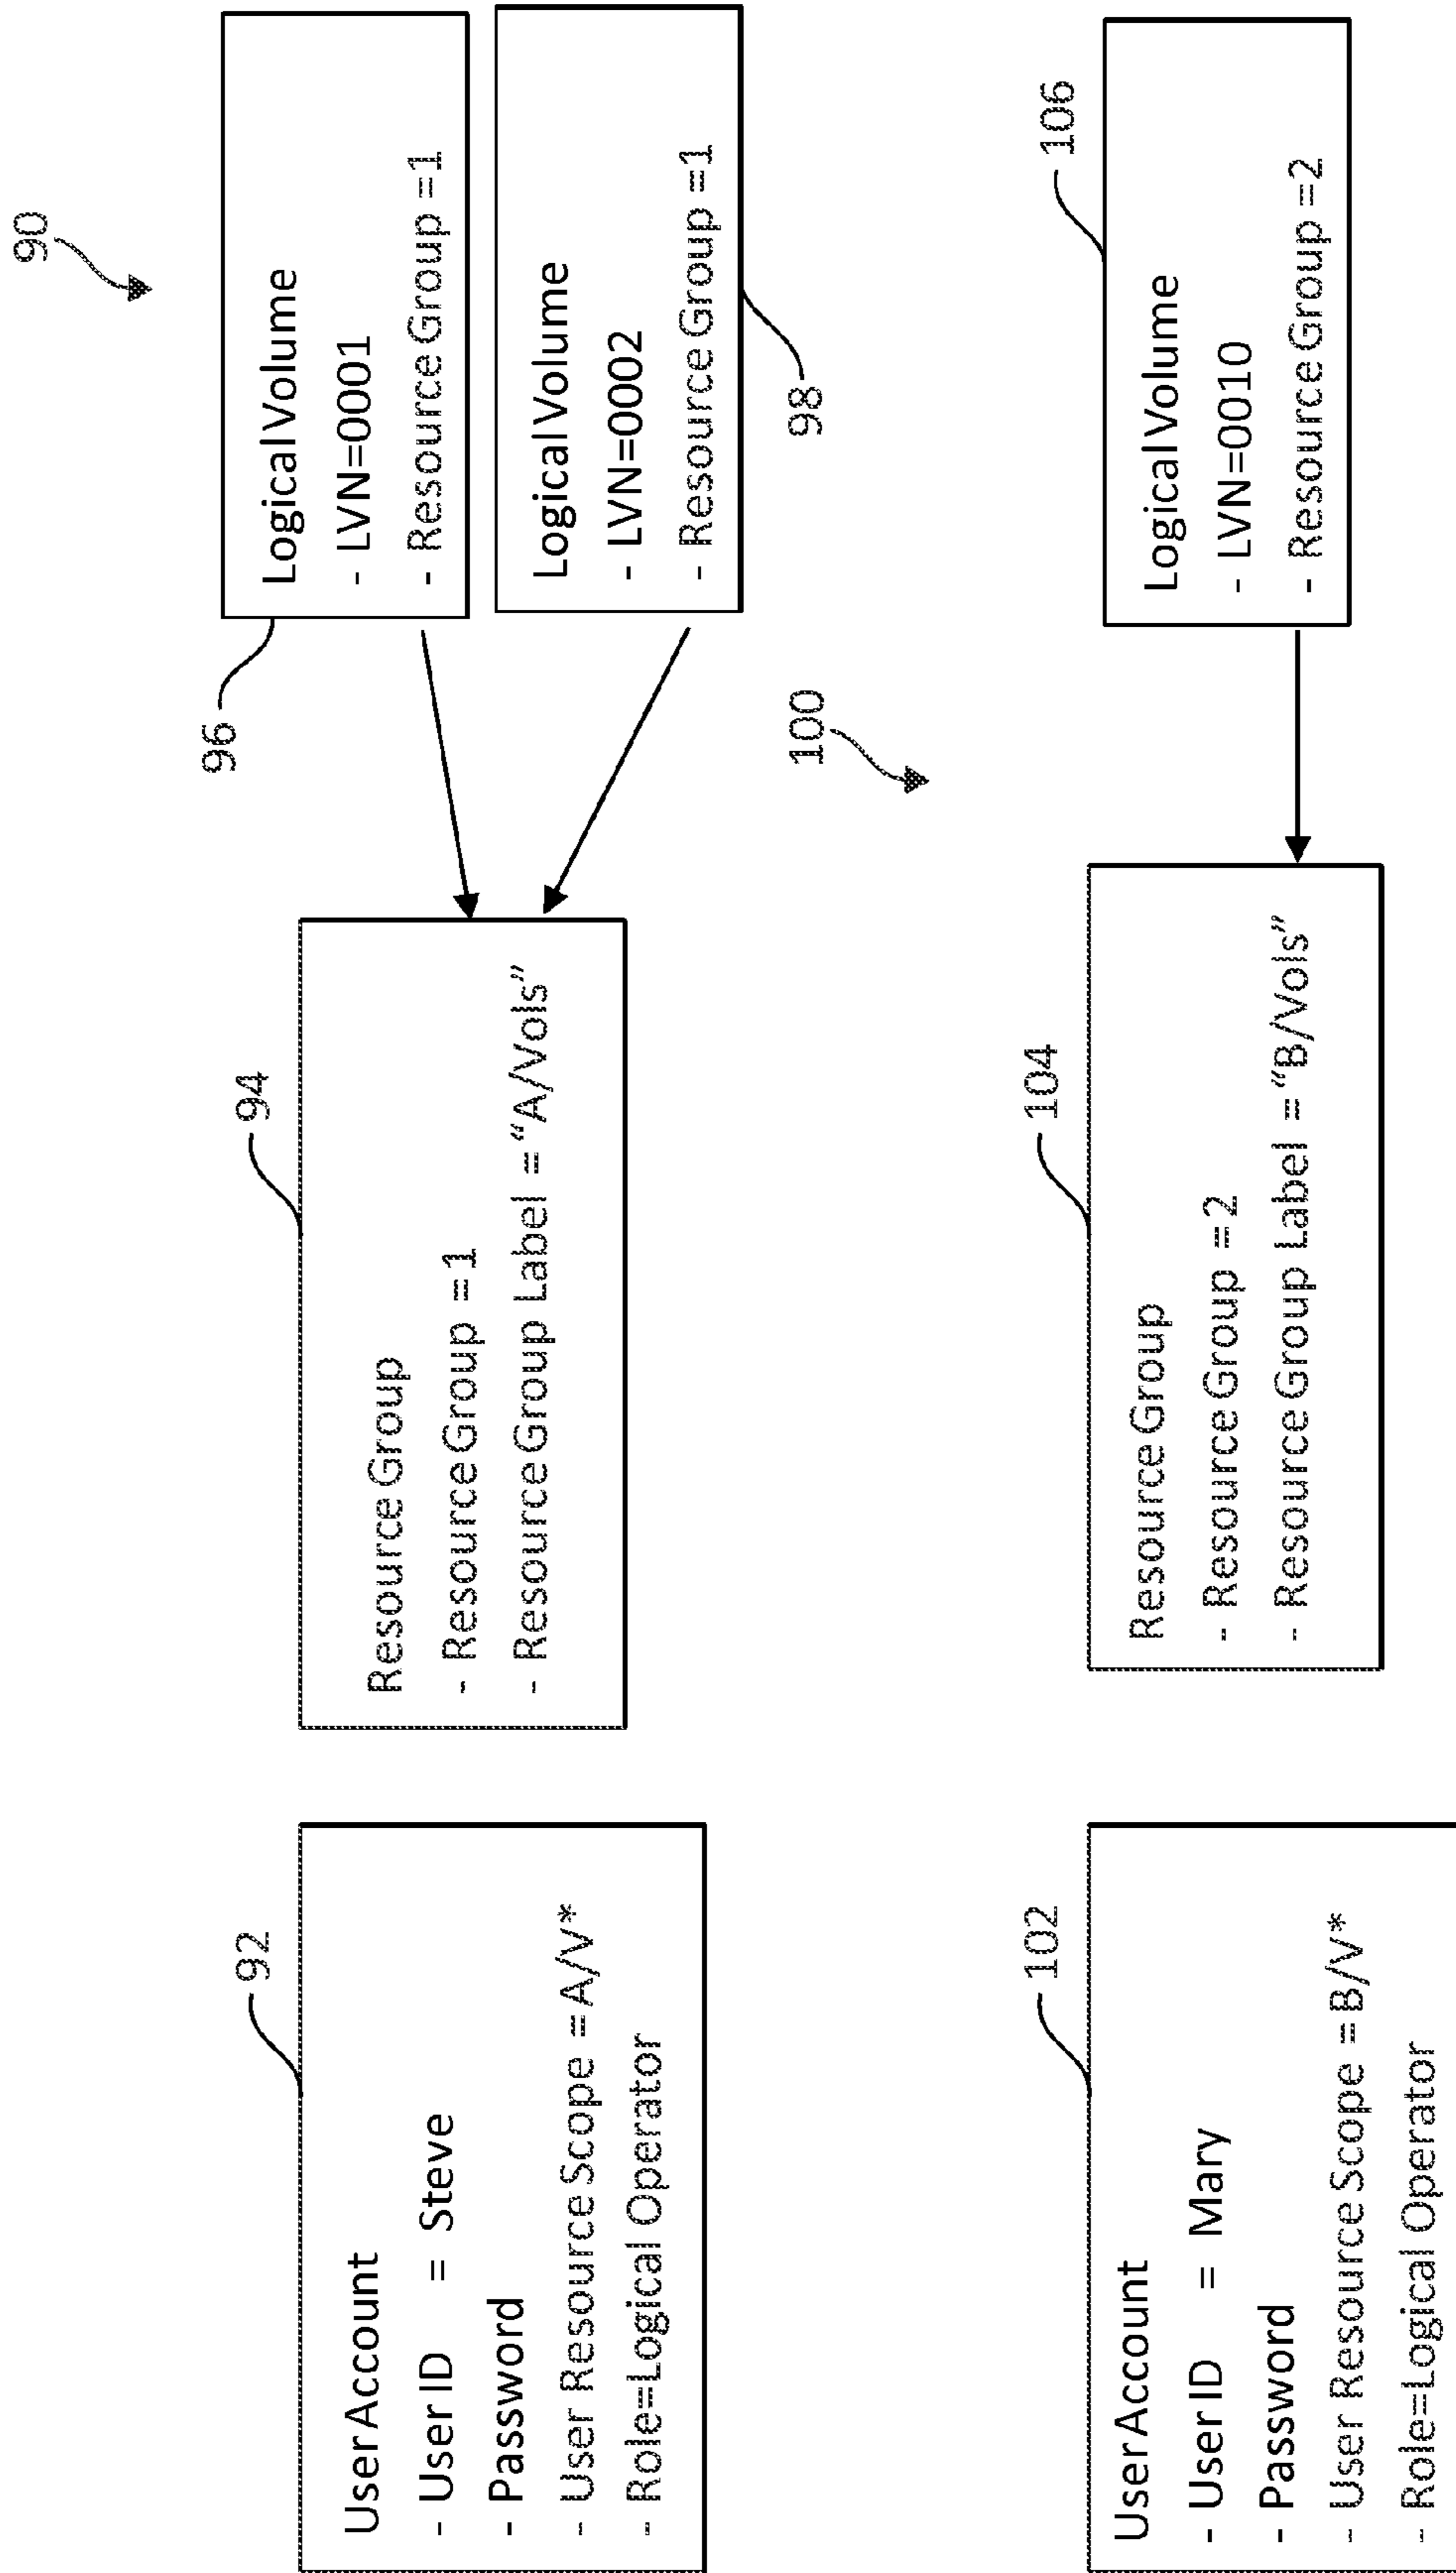 90
92
User Account
- User ID = Steve
- Password
- User Resource Scope =A/V*
- Role=Logical Operator
94
Resource Group
- Resource Group =1
- Resource Group Label ="A/Vols"
96
Logical Volume
- LVN=0001
- Resource Group =1
Logical Volume
- LVN=0002
- Resource Group =1
98
100
102
User Account
- User ID = Mary
- Password
- User Resource Scope =B/V*
- Role=Logical Operator
104
Resource Group
- Resource Group =2
- Resource Group Label ="B/Vols"
106
Logical Volume
- LVN=0010
- Resource Group =2